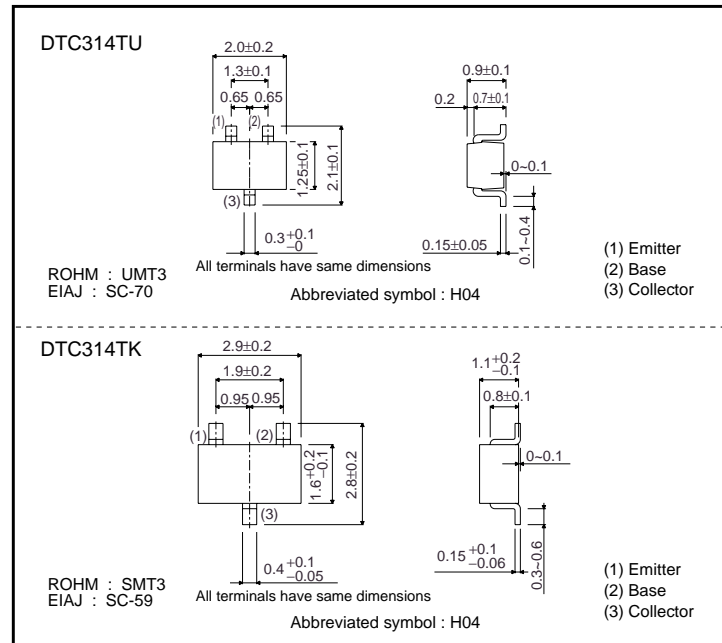 DTC314TU
2.0±0.2
1.3±0.1
0.65 0.65
(1) (2)
(3)
1.25±0.1
2.1±0.1
0.3 +0.1 −0
All terminals have same dimensions
0.9±0.1
0.2 0.7±0.1
0~0.1
0.15±0.05
0.1~0.4
ROHM : UMT3
EIAJ : SC-70
Abbreviated symbol : H04
(1) Emitter
(2) Base
(3) Collector
DTC314TK
2.9±0.2
1.9±0.2
0.95 0.95
(1) (2)
(3)
1.6 +0.2 −0.1
2.8±0.2
0.4 +0.1 −0.05
All terminals have same dimensions
1.1 +0.2 −0.1
0.8±0.1
0~0.1
0.15 +0.1 −0.06
0.3~0.6
ROHM : SMT3
EIAJ : SC-59
Abbreviated symbol : H04
(1) Emitter
(2) Base
(3) Collector